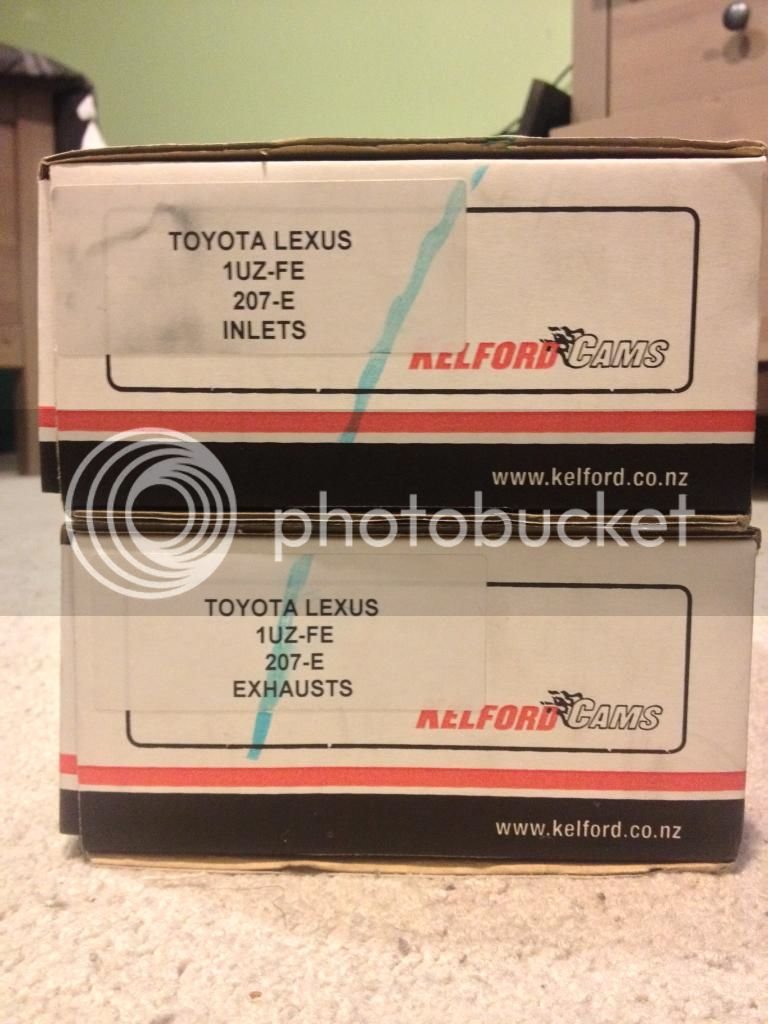 TOYOTA LEXUS
1UZ-FE
207-E
INLETS
KELFORD CAMS
www.kelford.co.nz
photobucket
TOYOTA LEXUS
1UZ-FE
207-E
EXHAUSTS
KELFORD CAMS
www.kelford.co.nz